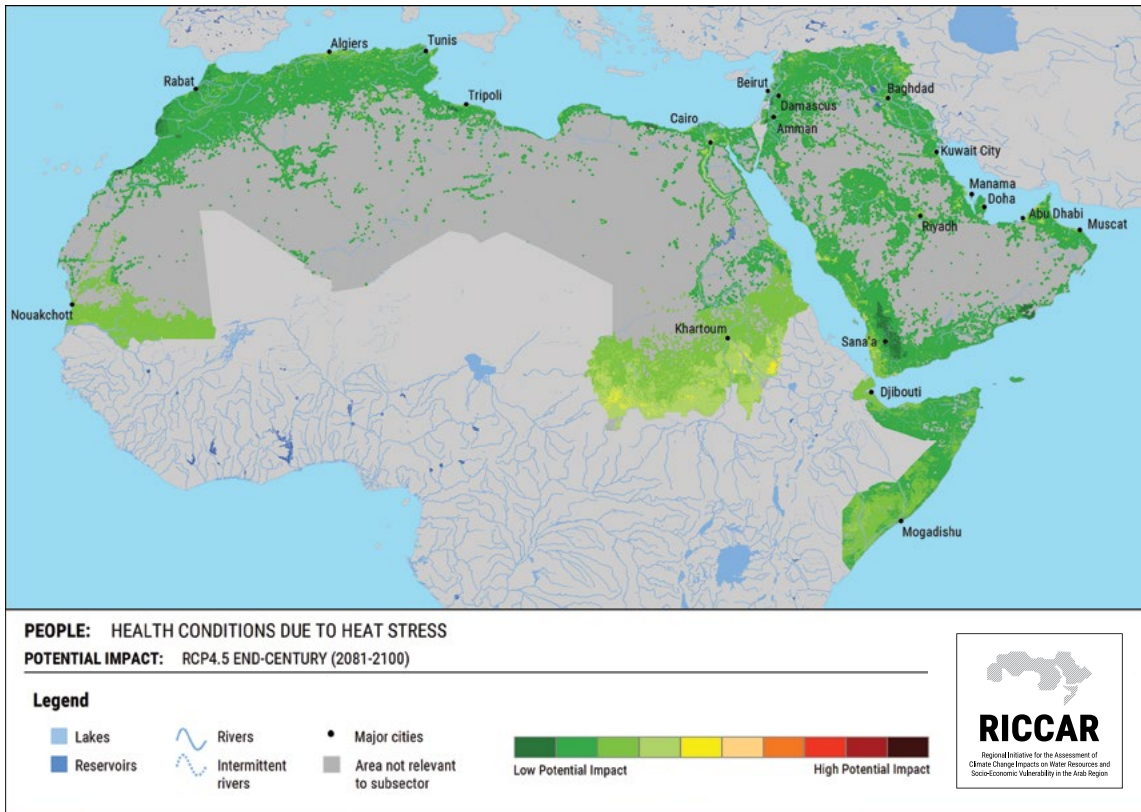 Algiers
Tunis
Rabat
Tripoli
Beirut
Damascus
Baghdad
Cairo
Amman
Kuwait City
Manama
Doha
Abu Dhabi
Riyadh
Muscat
Nouakchott
Khartoum
Sana'a
Djibouti
Mogadishu
PEOPLE: HEALTH CONDITIONS DUE TO HEAT STRESS
POTENTIAL IMPACT: RCP4.5 END-CENTURY (2081-2100)
Legend
Lakes
Reservoirs
Rivers
Intermittent
rivers
Major cities
Area not relevant
to subsector
Low Potential Impact
High Potential Impact
RICCAR
Regional Initiative for the Assessment of
Climate Change Impacts on Water Resources and
Socio-Economic Vulnerability in the Arab Region